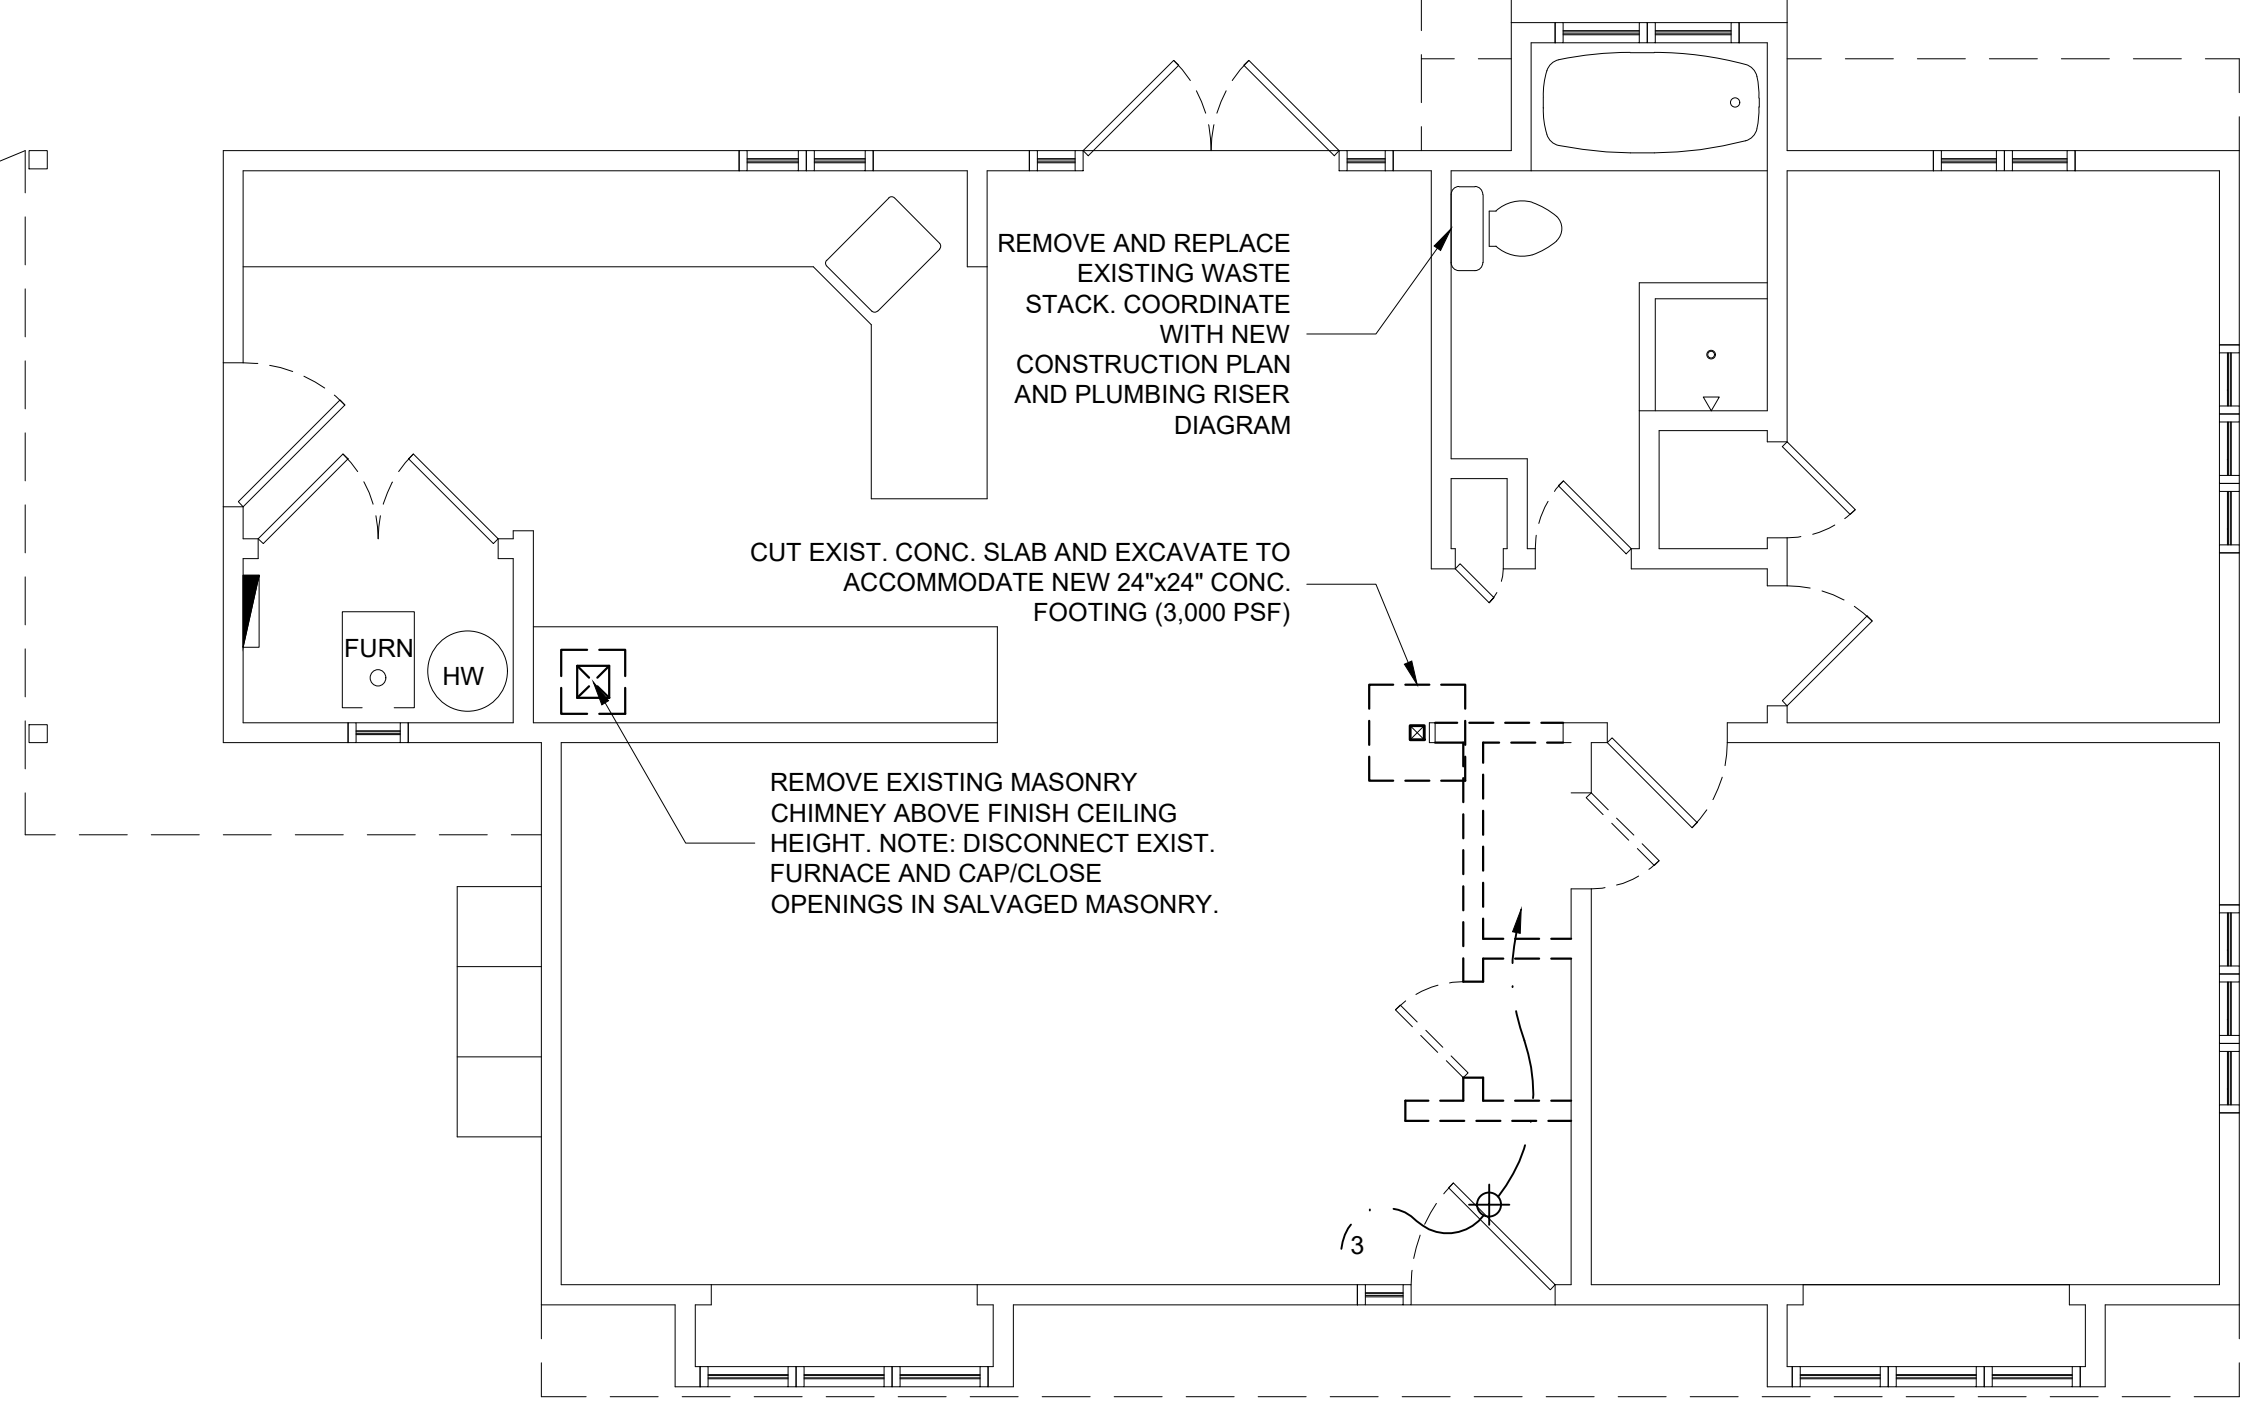 REMOVE AND REPLACE
EXISTING WASTE
STACK. COORDINATE
WITH NEW
CONSTRUCTION PLAN
AND PLUMBING RISER
DIAGRAM
CUT EXIST. CONC. SLAB AND EXCAVATE TO
ACCOMMODATE NEW 24"x24" CONC.
FOOTING (3,000 PSF)
FURN
HW
REMOVE EXISTING MASONRY
CHIMNEY ABOVE FINISH CEILING
HEIGHT. NOTE: DISCONNECT EXIST.
FURNACE AND CAP/CLOSE
OPENINGS IN SALVAGED MASONRY.
3